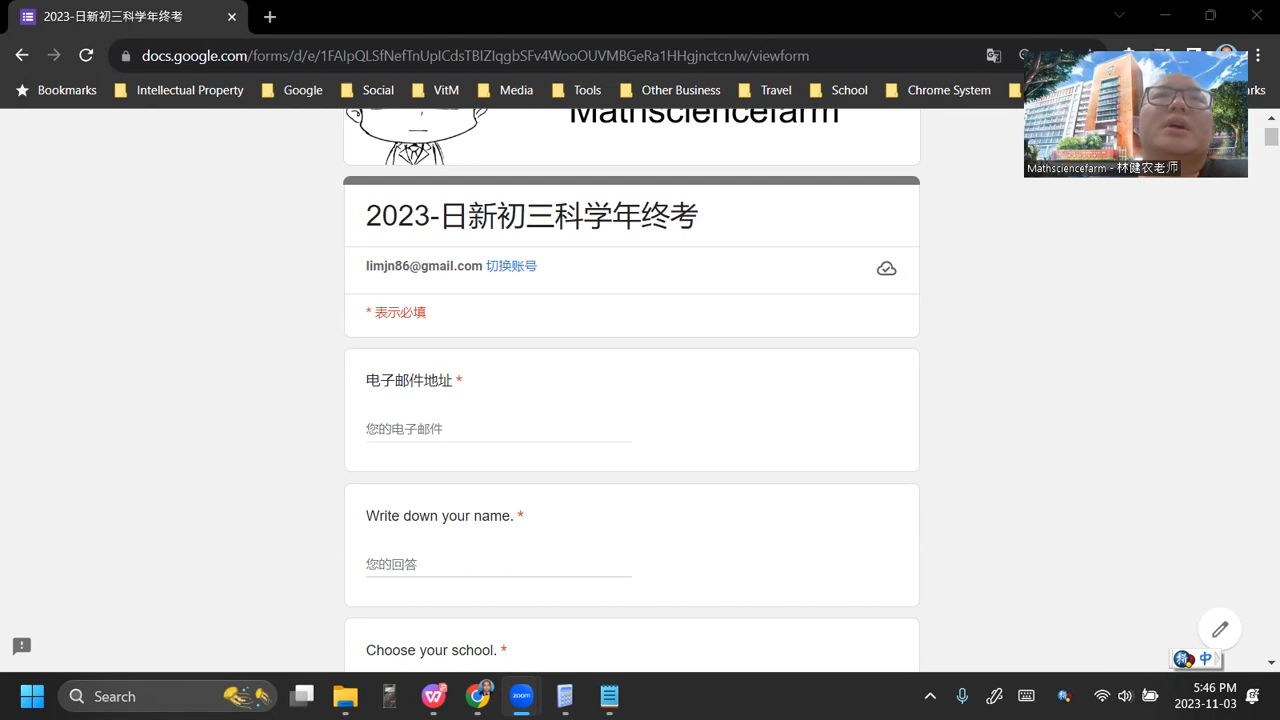 2023-日新初三科学年终考
docs.google.com/forms/d/e/1FAIpQLSfNefTnUpICdsTBIZIqgbSEy4WooOUVMBGeRa1HHgjnctcnJw/viewform
Bookmarks
Intellectual Property
Google
Social
VitM
Media
Tools
Other Business
Travel
School
Chrome System
Mathsciencefarm
Mathsciencefarm - 林健农老师
2023-日新初三科学年终考
limjn86@gmail.com 切换账号
* 表示必填
电子邮件地址 *
您的电子邮件
Write down your name. *
您的回答
Choose your school. *
中
Search
zoom
5:46 PM
2023-11-03